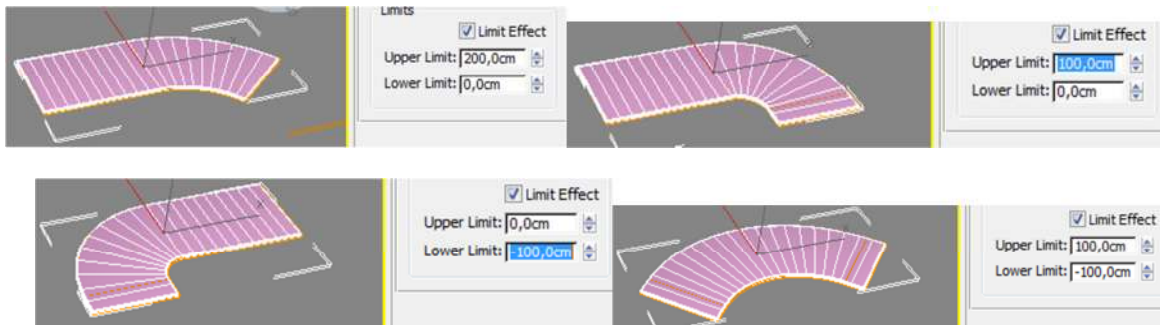 Limits
Limit Effect
Upper Limit: 200,0cm
Lower Limit: 0,0cm
Limit Effect
Upper Limit: 100,0cm
Lower Limit: 0,0cm
Limit Effect
Upper Limit: 0,0cm
Lower Limit: -100,0cm
Limit Effect
Upper Limit: 100,0cm
Lower Limit: -100,0cm